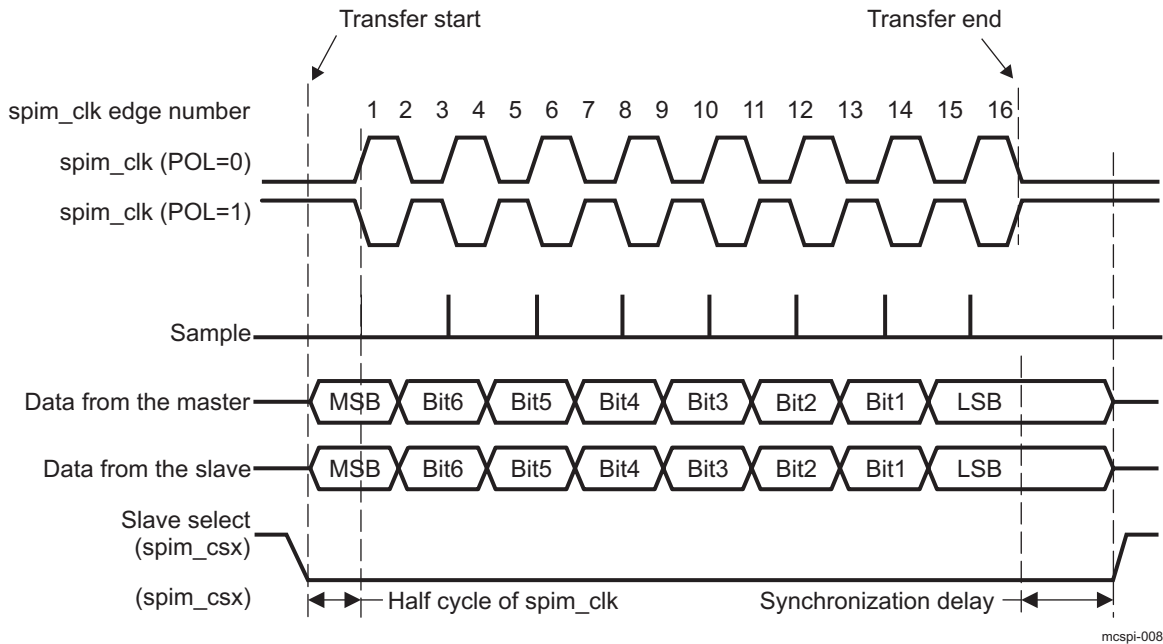 Transfer start
Transfer end
spim_clk edge number 1 2 3 4 5 6 7 8 9 10 11 12 13 14 15 16
spim_clk (POL=0)
spim_clk (POL=1)
Sample
Data from the master MSB Bit6 Bit5 Bit4 Bit3 Bit2 Bit1 LSB
Data from the slave MSB Bit6 Bit5 Bit4 Bit3 Bit2 Bit1 LSB
Slave select
(spim_csx)
(spim_csx) Half cycle of spim_clk Synchronization delay
mcspi-008